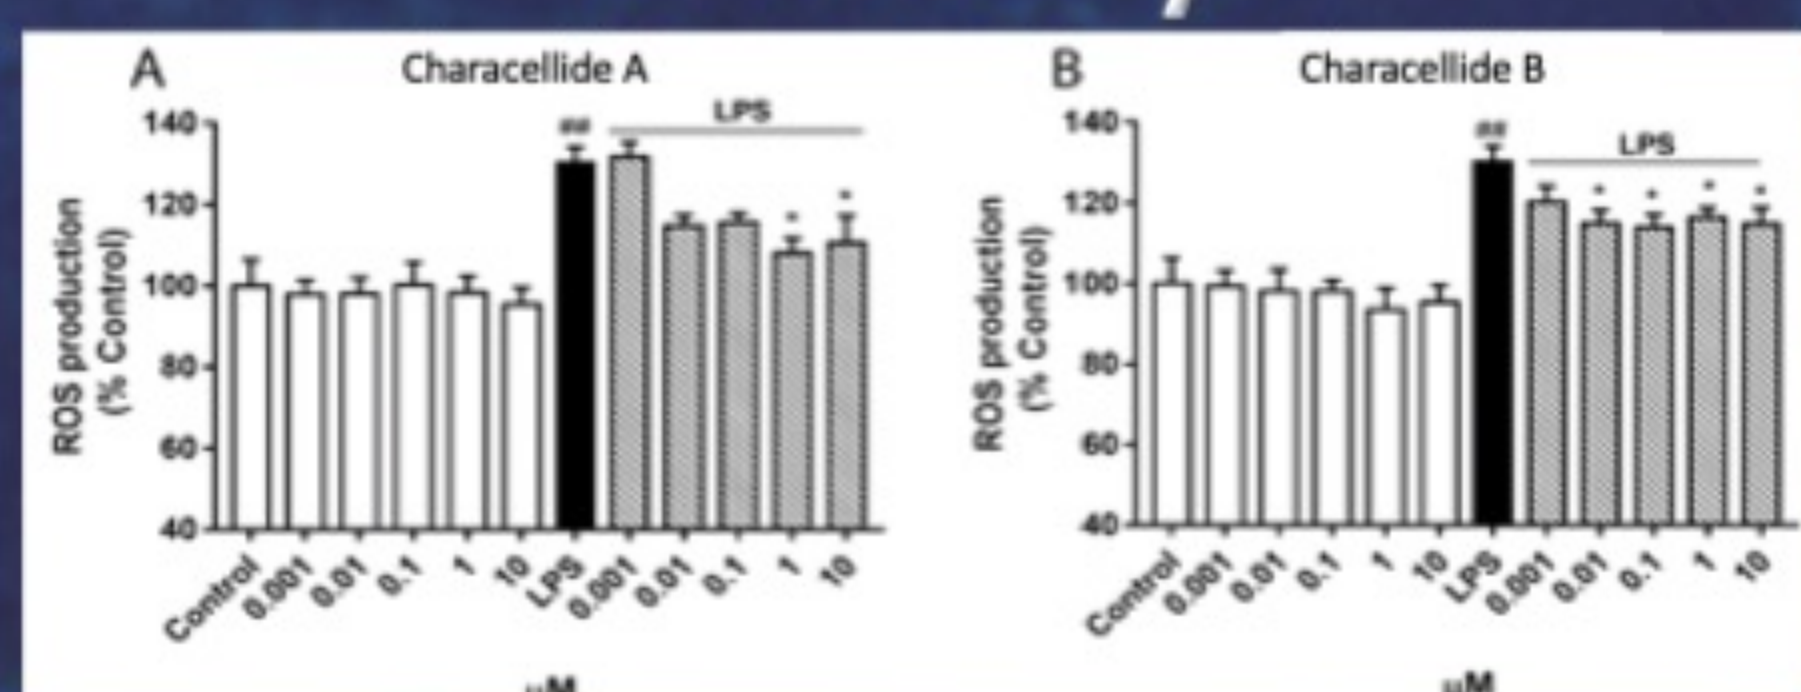 A
Characellide A
LPS
##
*
*
140
120
100
80
60
40
ROS production
(% Control)
Control
0.001
0.01
0.1
1
10
LPS
0.001
0.01
0.1
1
10
µM
B
Characellide B
LPS
##
*
*
*
*
140
120
100
80
60
40
ROS production
(% Control)
Control
0.001
0.01
0.1
1
10
LPS
0.001
0.01
0.1
1
10
µM